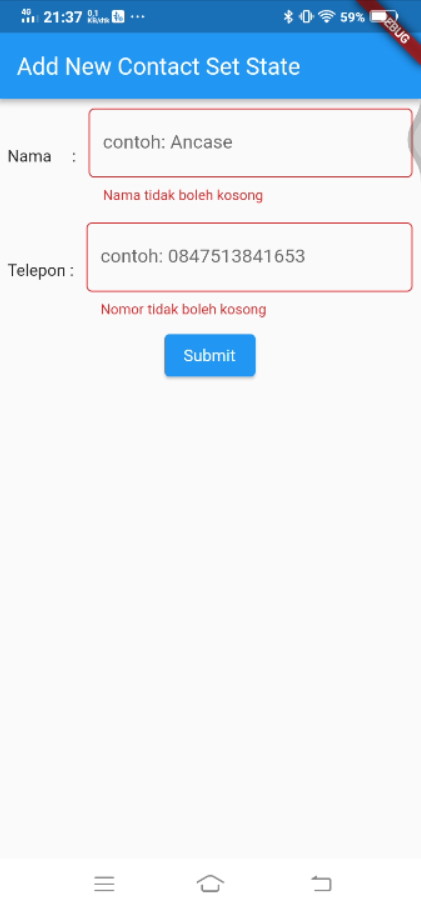 4G 21:37 0,1 KB/dtk ... 59%
DEBUG
Add New Contact Set State
contoh: Ancase
Nama :
Nama tidak boleh kosong
contoh: 0847513841653
Telepon :
Nomor tidak boleh kosong
Submit